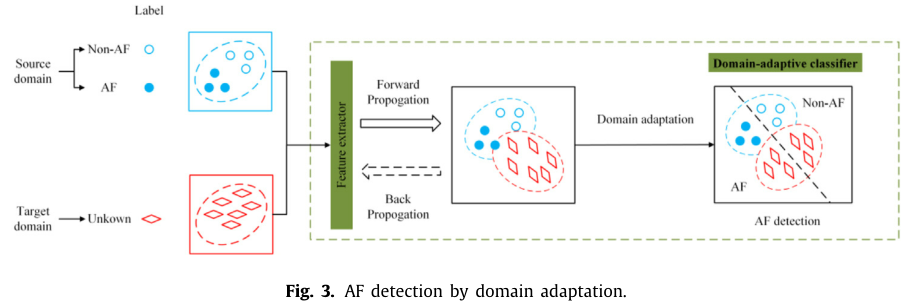 Label
Source
domain
Non-AF
AF
Target
domain
Unkown
Feature extractor
Forward
Propogation
Back
Propogation
Domain adaptation
Domain-adaptive classifier
Non-AF
AF
AF detection
Fig. 3. AF detection by domain adaptation.